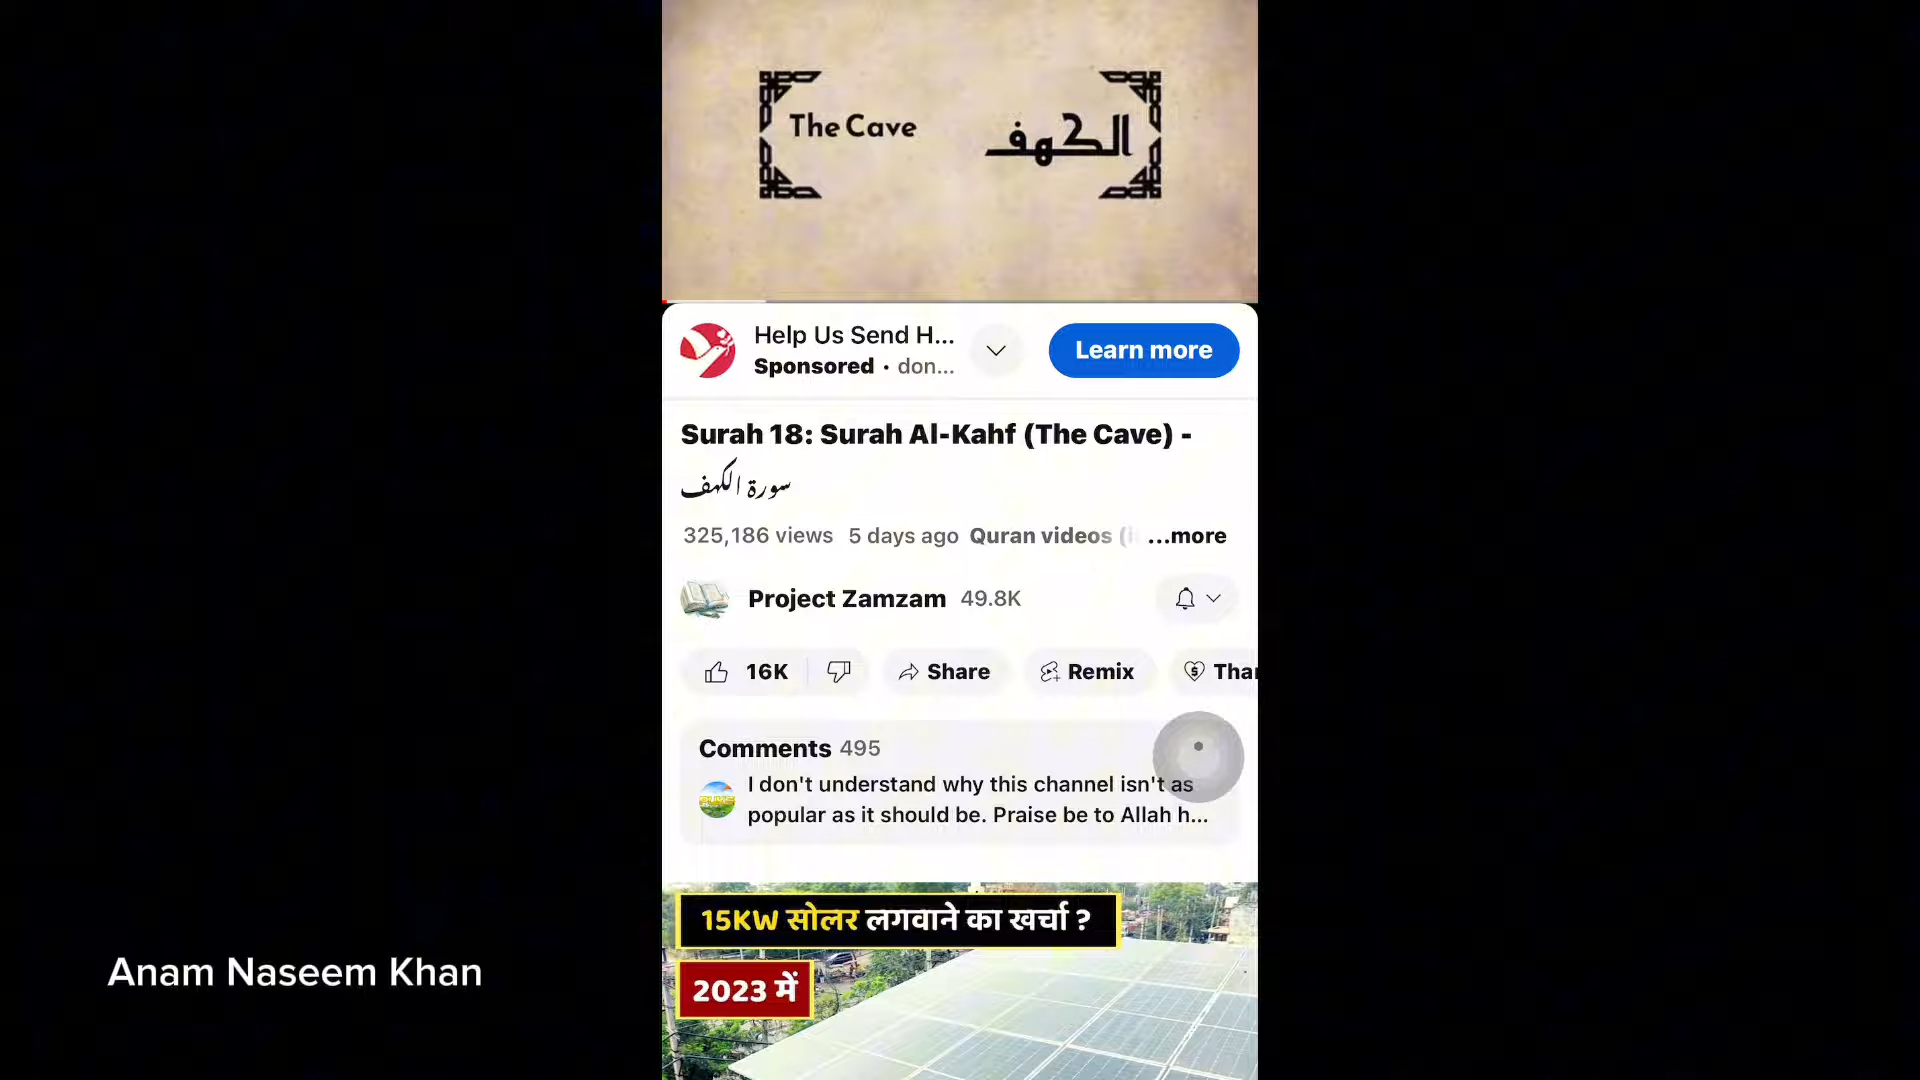 The Cave
الكهف
Help Us Send H...
Sponsored • don...
Learn more
Surah 18: Surah Al-Kahf (The Cave) -
سورة الكهف
325,186 views 5 days ago Quran videos ...more
Project Zamzam 49.8K
16K
Share
Remix
Comments 495
I don't understand why this channel isn't as
popular as it should be. Praise be to Allah h...
15KW सोलर लगवाने का खर्चा ?
2023 में
Anam Naseem Khan